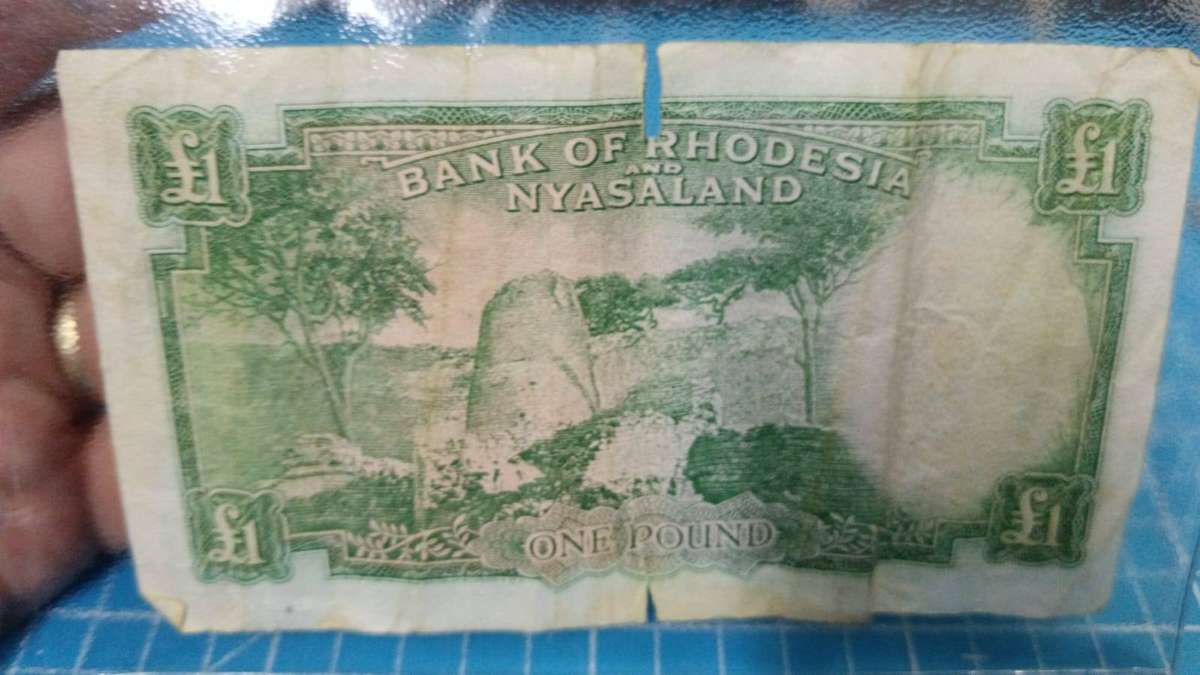 £1
£1
BANK OF RHODESIA
AND
NYASALAND
£1
£1
ONE POUND